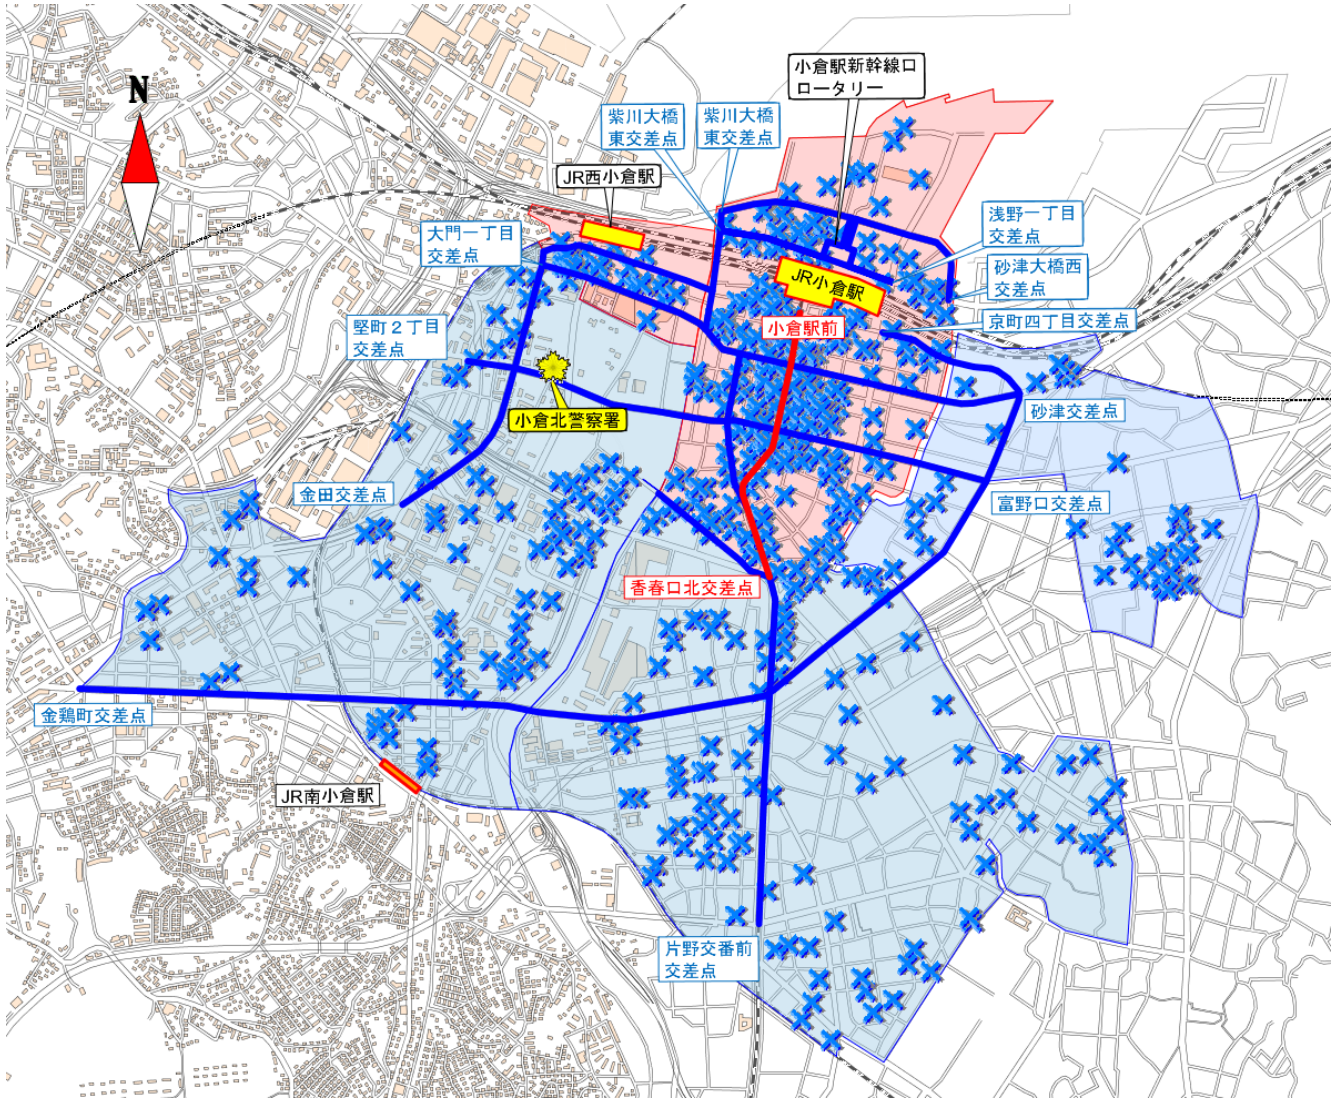 N
小倉駅新幹線口
ロータリー
紫川大橋
東交差点
紫川大橋
東交差点
JR西小倉駅
大門一丁目
交差点
浅野一丁目
交差点
砂津大橋西
交差点
JR小倉駅
小倉駅前
京町四丁目交差点
竪町2丁目
交差点
小倉北警察署
砂津交差点
金田交差点
富野口交差点
香春口北交差点
金鶏町交差点
JR南小倉駅
片野交番前
交差点